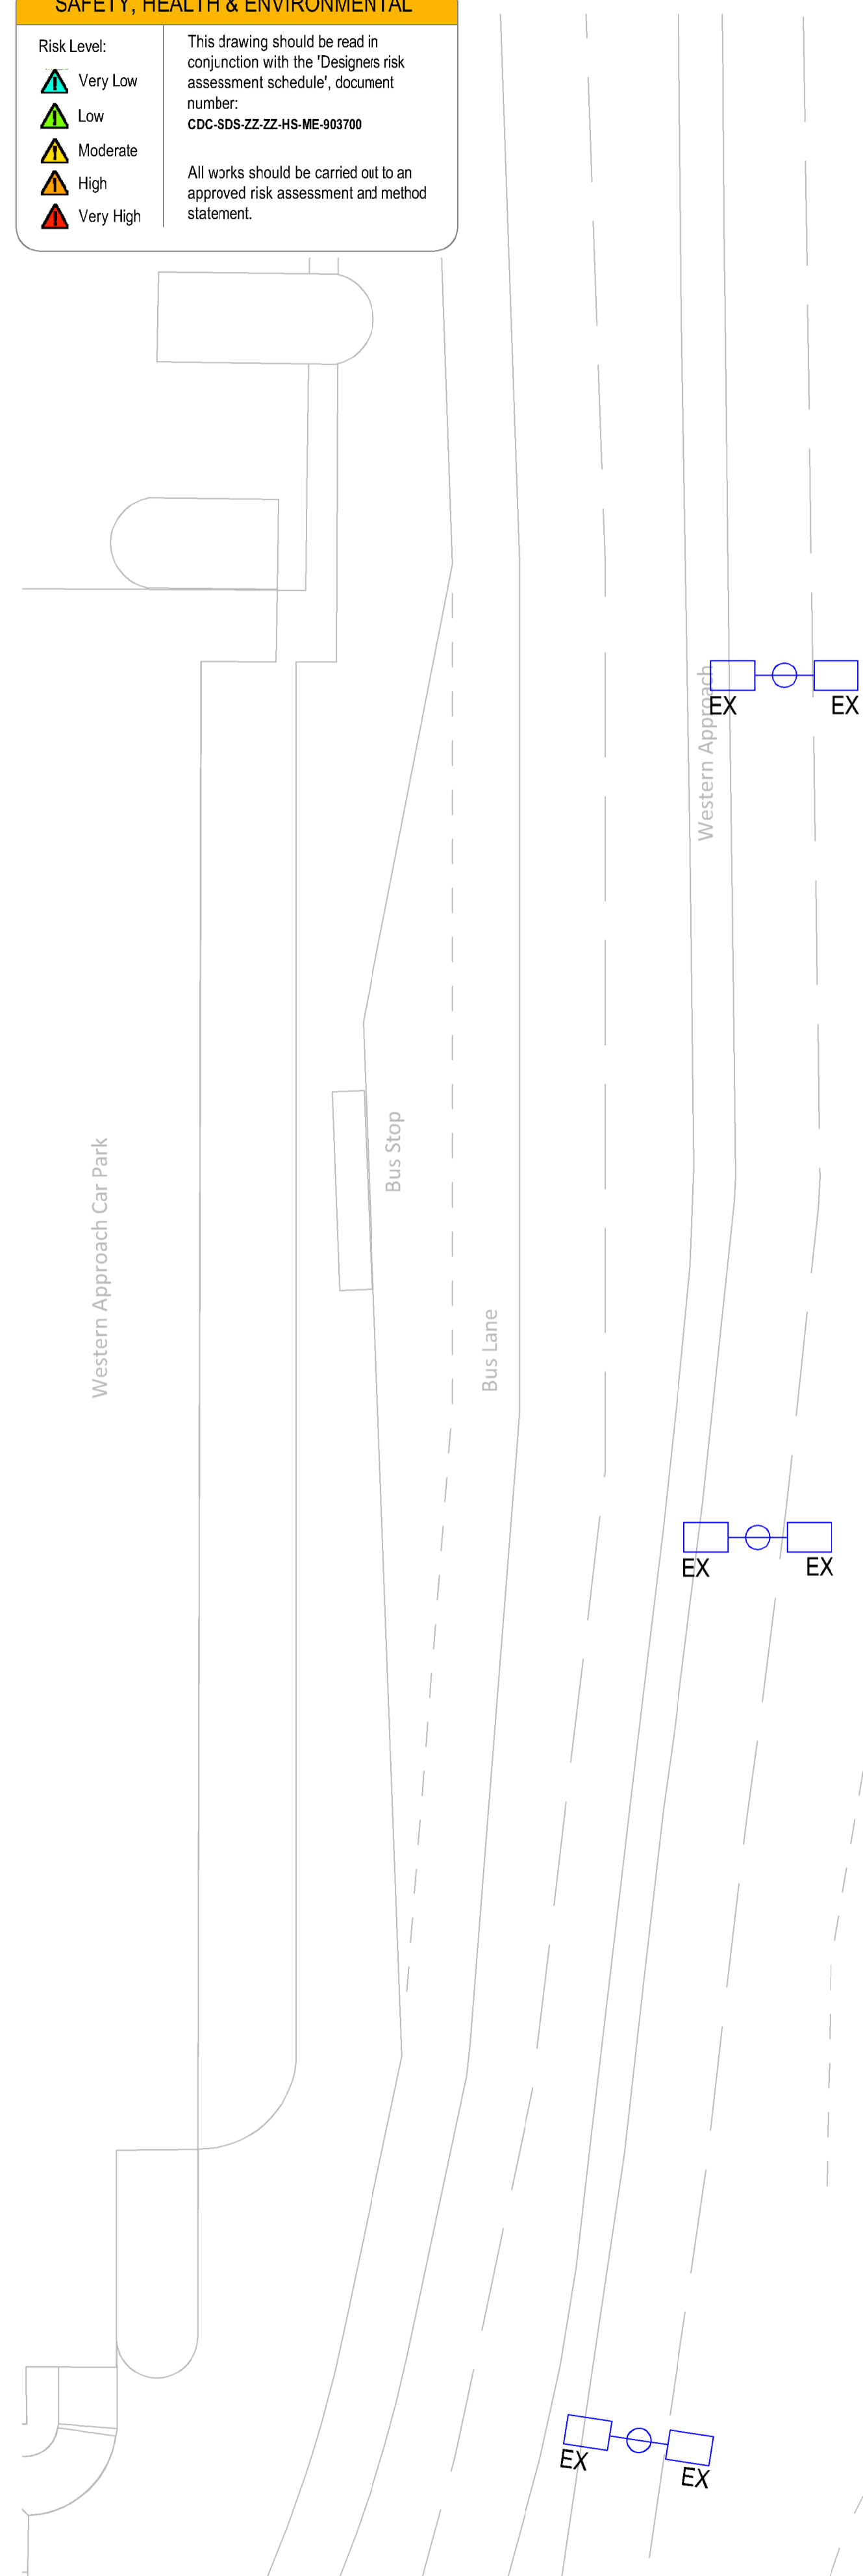 SAFETY, HEALTH & ENVIRONMENTAL
Risk Level:
Very Low
Low
Moderate
High
Very High
This drawing should be read in
conjunction with the 'Designers risk
assessment schedule', document
number:
CDC-SDS-ZZ-ZZ-HS-ME-903700
All works should be carried out to an
approved risk assessment and method
statement.
Western Approach
EX
EX
Bus Stop
Western Approach Car Park
Bus Lane
EX
EX
EX
EX